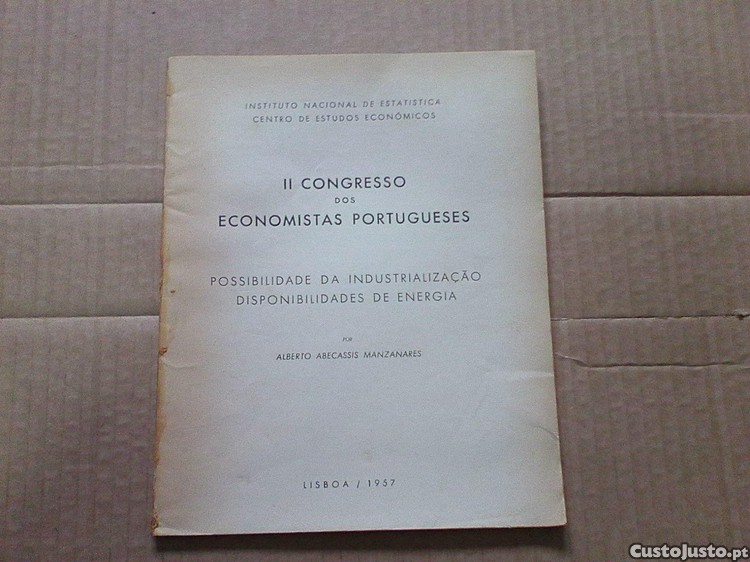 INSTITUTO NACIONAL DE ESTATÍSTICA
CENTRO DE ESTUDOS ECONÓMICOS
II CONGRESSO
DOS
ECONOMISTAS PORTUGUESES
POSSIBILIDADE DA INDUSTRIALIZAÇÃO
DISPONIBILIDADES DE ENERGIA
POR
ALBERTO ABECASSIS MANZANARES
LISBOA / 1957
CustoJusto.pt